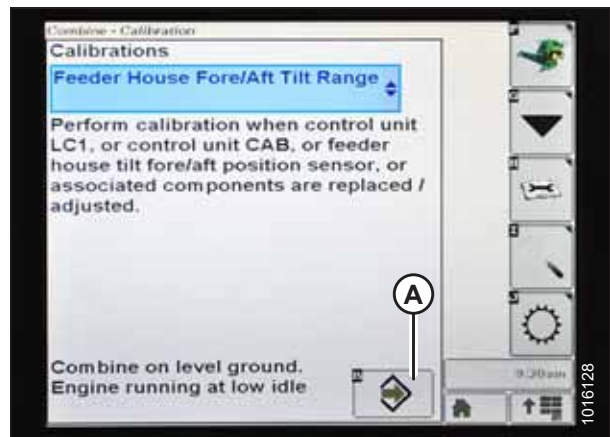 Combine - Calibration
Calibrations
Feeder House Fore/Aft Tilt Range
Perform calibration when control unit
LC1, or control unit CAB, or feeder
house tilt fore/aft position sensor, or
associated components are replaced /
adjusted.
A
Combine on level ground.
Engine running at low idle
9:20am
1016128